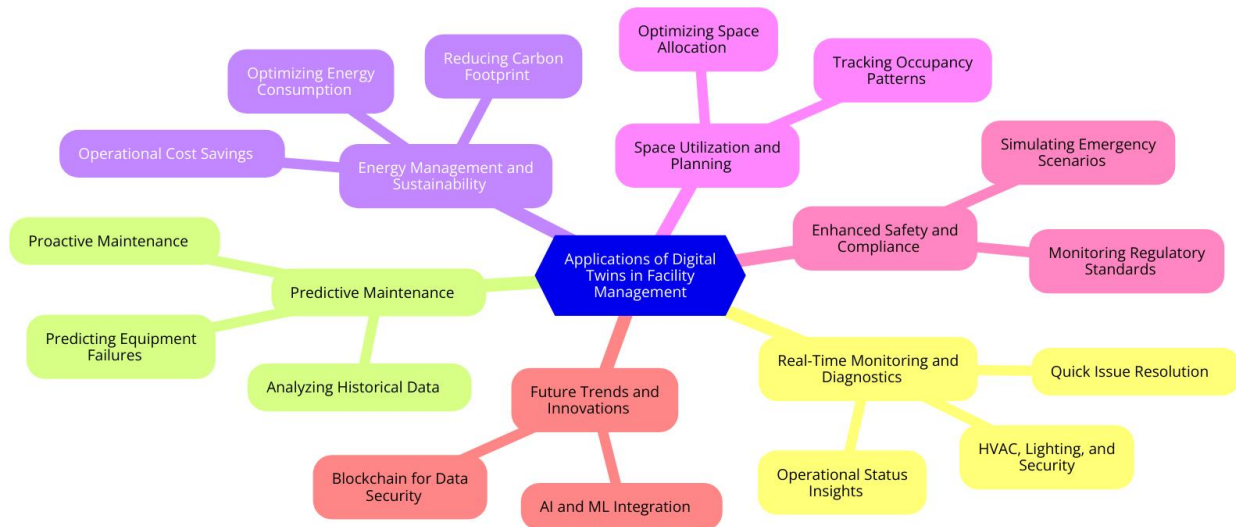 Applications of Digital
Twins in Facility
Management
Energy Management and
Sustainability
Reducing Carbon
Footprint
Optimizing Energy
Consumption
Operational Cost Savings
Space Utilization and
Planning
Optimizing Space
Allocation
Tracking Occupancy
Patterns
Enhanced Safety and
Compliance
Simulating Emergency
Scenarios
Monitoring Regulatory
Standards
Real-Time Monitoring and
Diagnostics
Quick Issue Resolution
HVAC, Lighting, and
Security
Operational Status
Insights
Future Trends and
Innovations
AI and ML Integration
Blockchain for Data
Security
Predictive Maintenance
Proactive Maintenance
Predicting Equipment
Failures
Analyzing Historical Data